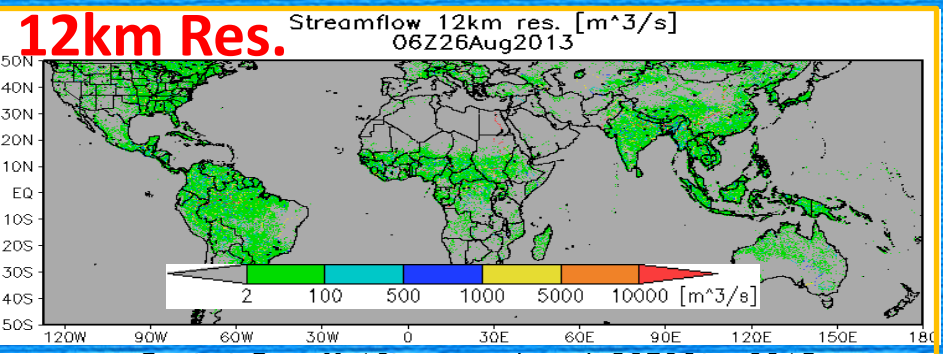 12km Res.
Streamflow 12km res. [m^3/s]
06Z26Aug2013
50N
40N
30N
20N
10N
EQ
10S
20S
30S
40S
50S
2 100 500 1000 5000 10000 [m^3/s]
120W 90W 60W 30W 0 30E 60E 90E 120E 150E 180